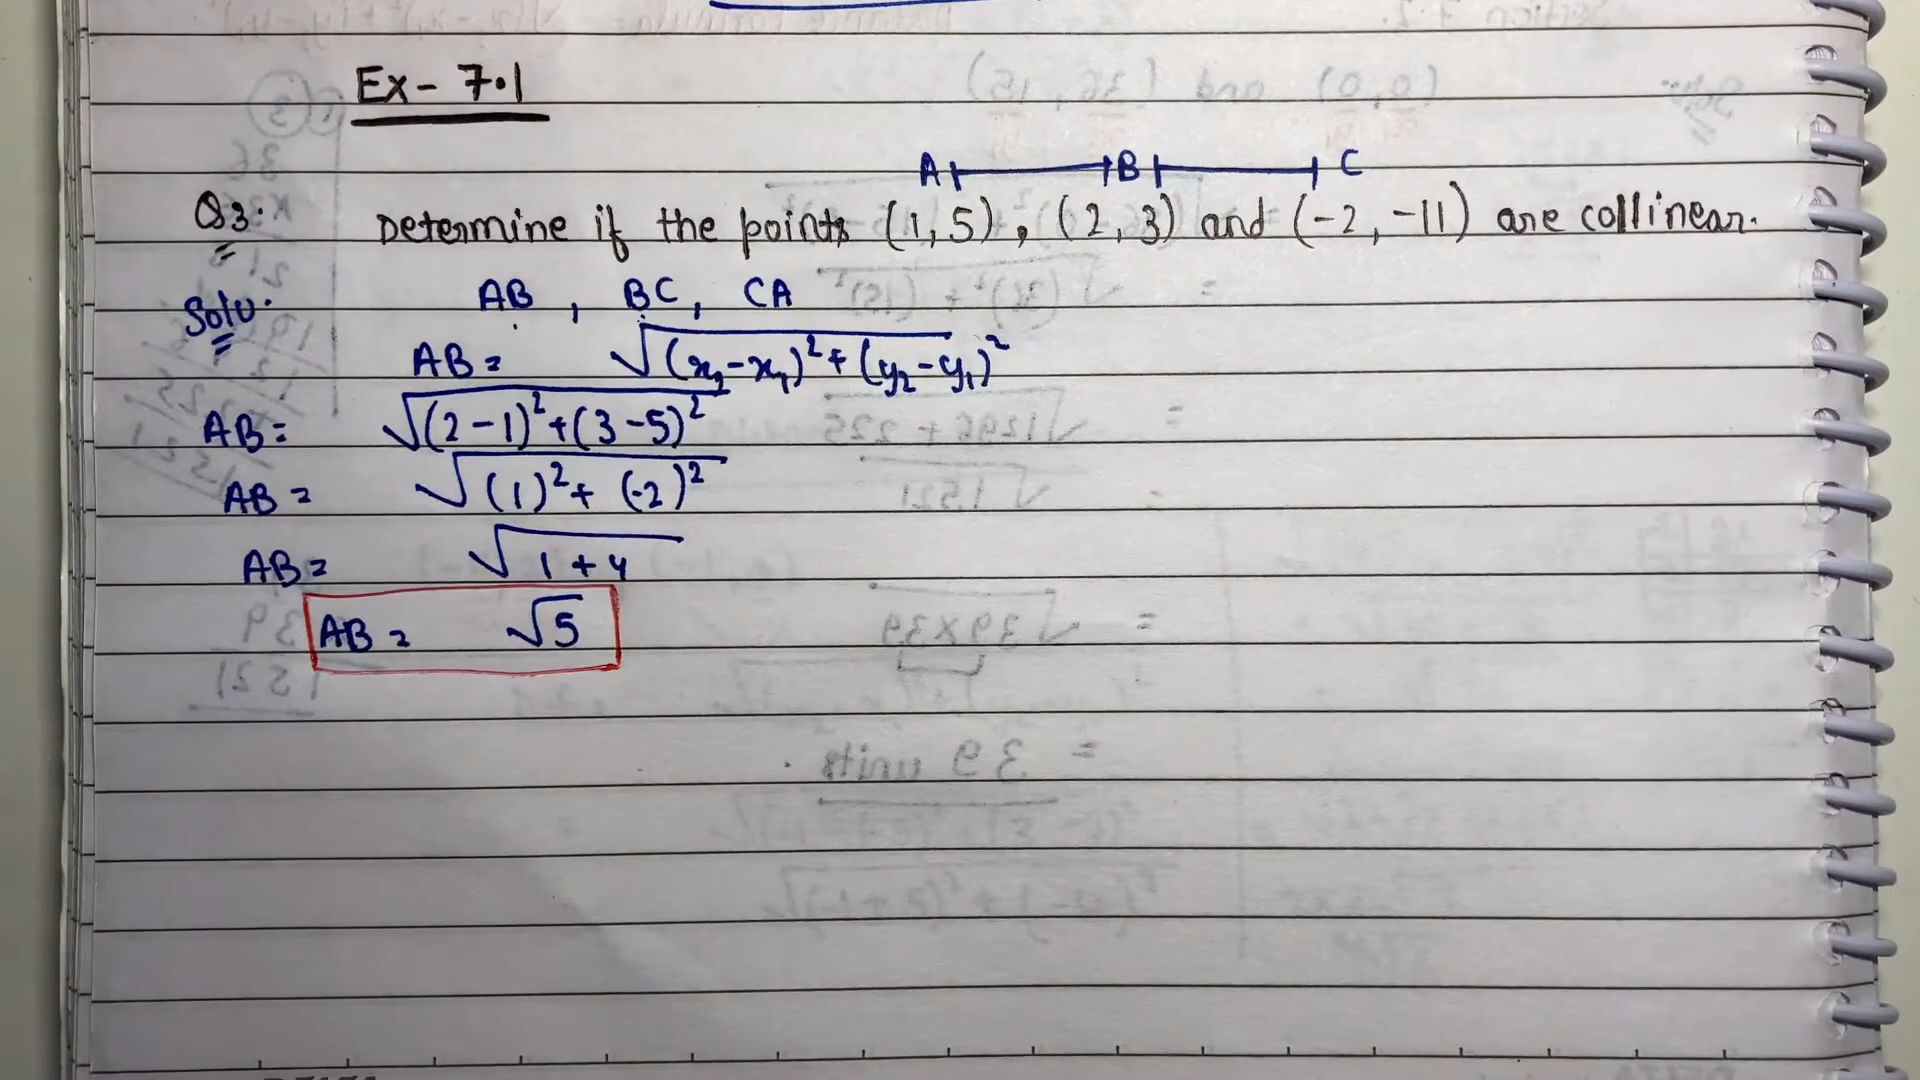 Ex- 7.1
A B C
Q3. Determine if the points (1,5), (2,3) and (-2,-11) are collinear.
Solu. AB, BC, CA
AB = √(x₂-x₁)²+(y₂-y₁)²
AB = √(2-1)²+(3-5)²
AB = √(1)²+(-2)²
AB = √1+4
AB = √5